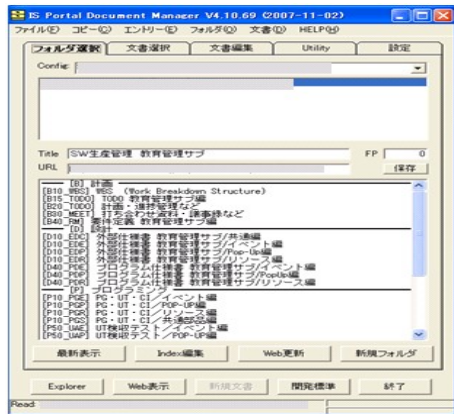 IS Portal Document Manager V4.10.69 (2007-11-02)
ファイル(F) コピー(C) エントリー(E) フォルダ(O) 文書(D) HELP(H)
フォルダ選択 文書選択 文書編集 Utility 設定
Config:
Title SW生産管理 教育管理サブ FP 0
URL 保存
[B] 計画
[B10_WBS] WBS (Work Breakdown Structure)
[B15_TODO] TODO 教育管理サブ編
[B20_TODO] 計画・進捗管理など
[B30_MEET] 打ち合わせ資料・議事録など
[B40_RM] 要件定義 教育管理サブ編
[D] 設計
[D10_EDC] 外部仕様書 教育管理サブ/共通編
[D10_EDE] 外部仕様書 教育管理サブ/イベント編
[D10_EDP] 外部仕様書 教育管理サブ/Pop-Up編
[D10_EDR] 外部仕様書 教育管理サブ/リソース編
[D40_PDE] プログラム仕様書 教育管理サブ/イベント編
[D40_PDP] プログラム仕様書 教育管理サブ/PopUp編
[D40_PDR] プログラム仕様書 教育管理サブ/リソース編
[P] プログラミング
[P10_PGE] PG・UT・CI/イベント編
[P10_PGP] PG・UT・CI/POP-UP編
[P10_PGR] PG・UT・CI/リソース編
[P10_PGS] PG・UT・CI/共通部品編
[P50_UAE] UT検収テスト/イベント編
[P50_UAP] UT検収テスト/POP-UP編
最新表示 Index編集 Web更新 新規フォルダ
Explorer Web表示 新規文書 開発標準 終了
Read